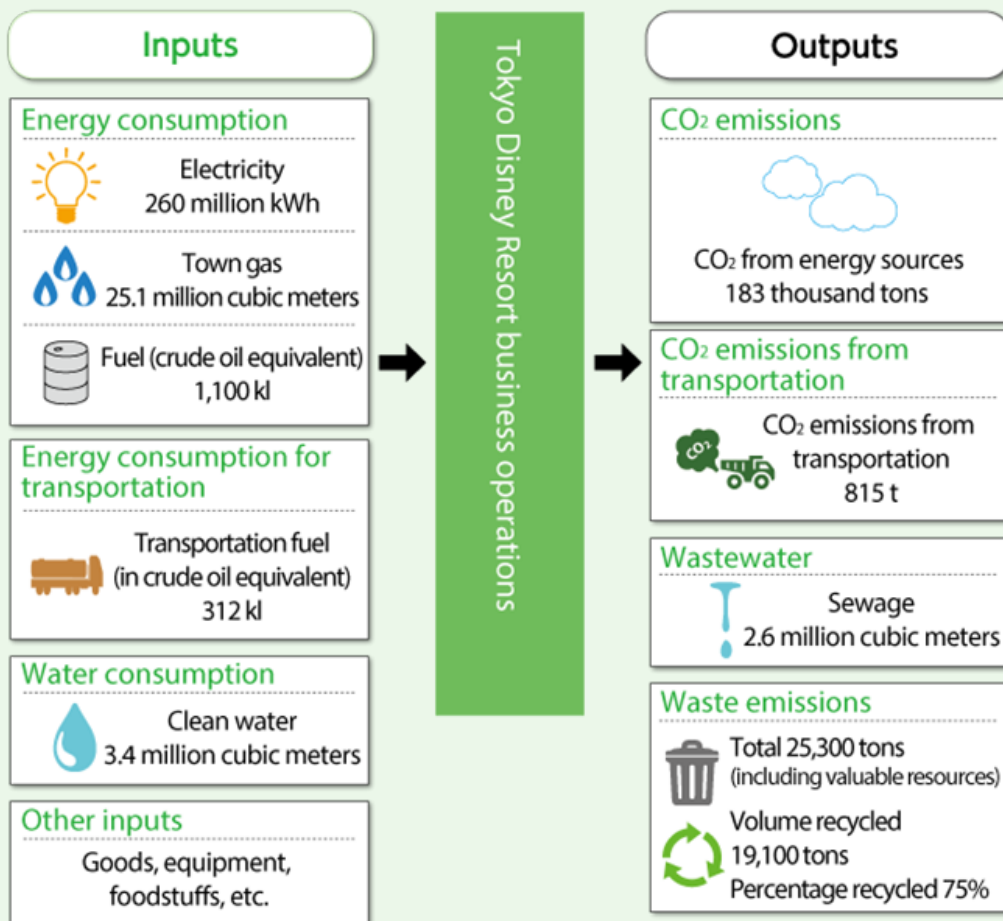 Inputs
Energy consumption
Electricity
260 million kWh
Town gas
25.1 million cubic meters
Fuel (crude oil equivalent)
1,100 kl
Energy consumption for
transportation
Transportation fuel
(in crude oil equivalent)
312 kl
Water consumption
Clean water
3.4 million cubic meters
Other inputs
Goods, equipment,
foodstuffs, etc.
Tokyo Disney Resort business operations
Outputs
CO₂ emissions
CO₂ from energy sources
183 thousand tons
CO₂ emissions from
transportation
CO₂
CO₂ emissions from
transportation
815 t
Wastewater
Sewage
2.6 million cubic meters
Waste emissions
Total 25,300 tons
(including valuable resources)
Volume recycled
19,100 tons
Percentage recycled 75%